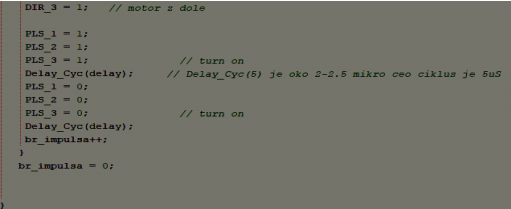 DIR_3 = 1; // motor z dole
PLS_1 = 1;
PLS_2 = 1;
PLS_3 = 1; // turn on
Delay_Cyc(delay); // Delay_Cyc(5) je oko 2-2.5 mikro ceo ciklus je 5uS
PLS_1 = 0;
PLS_2 = 0;
PLS_3 = 0; // turn on
Delay_Cyc(delay);
br_impulsa++;
}
br_impulsa = 0;
}